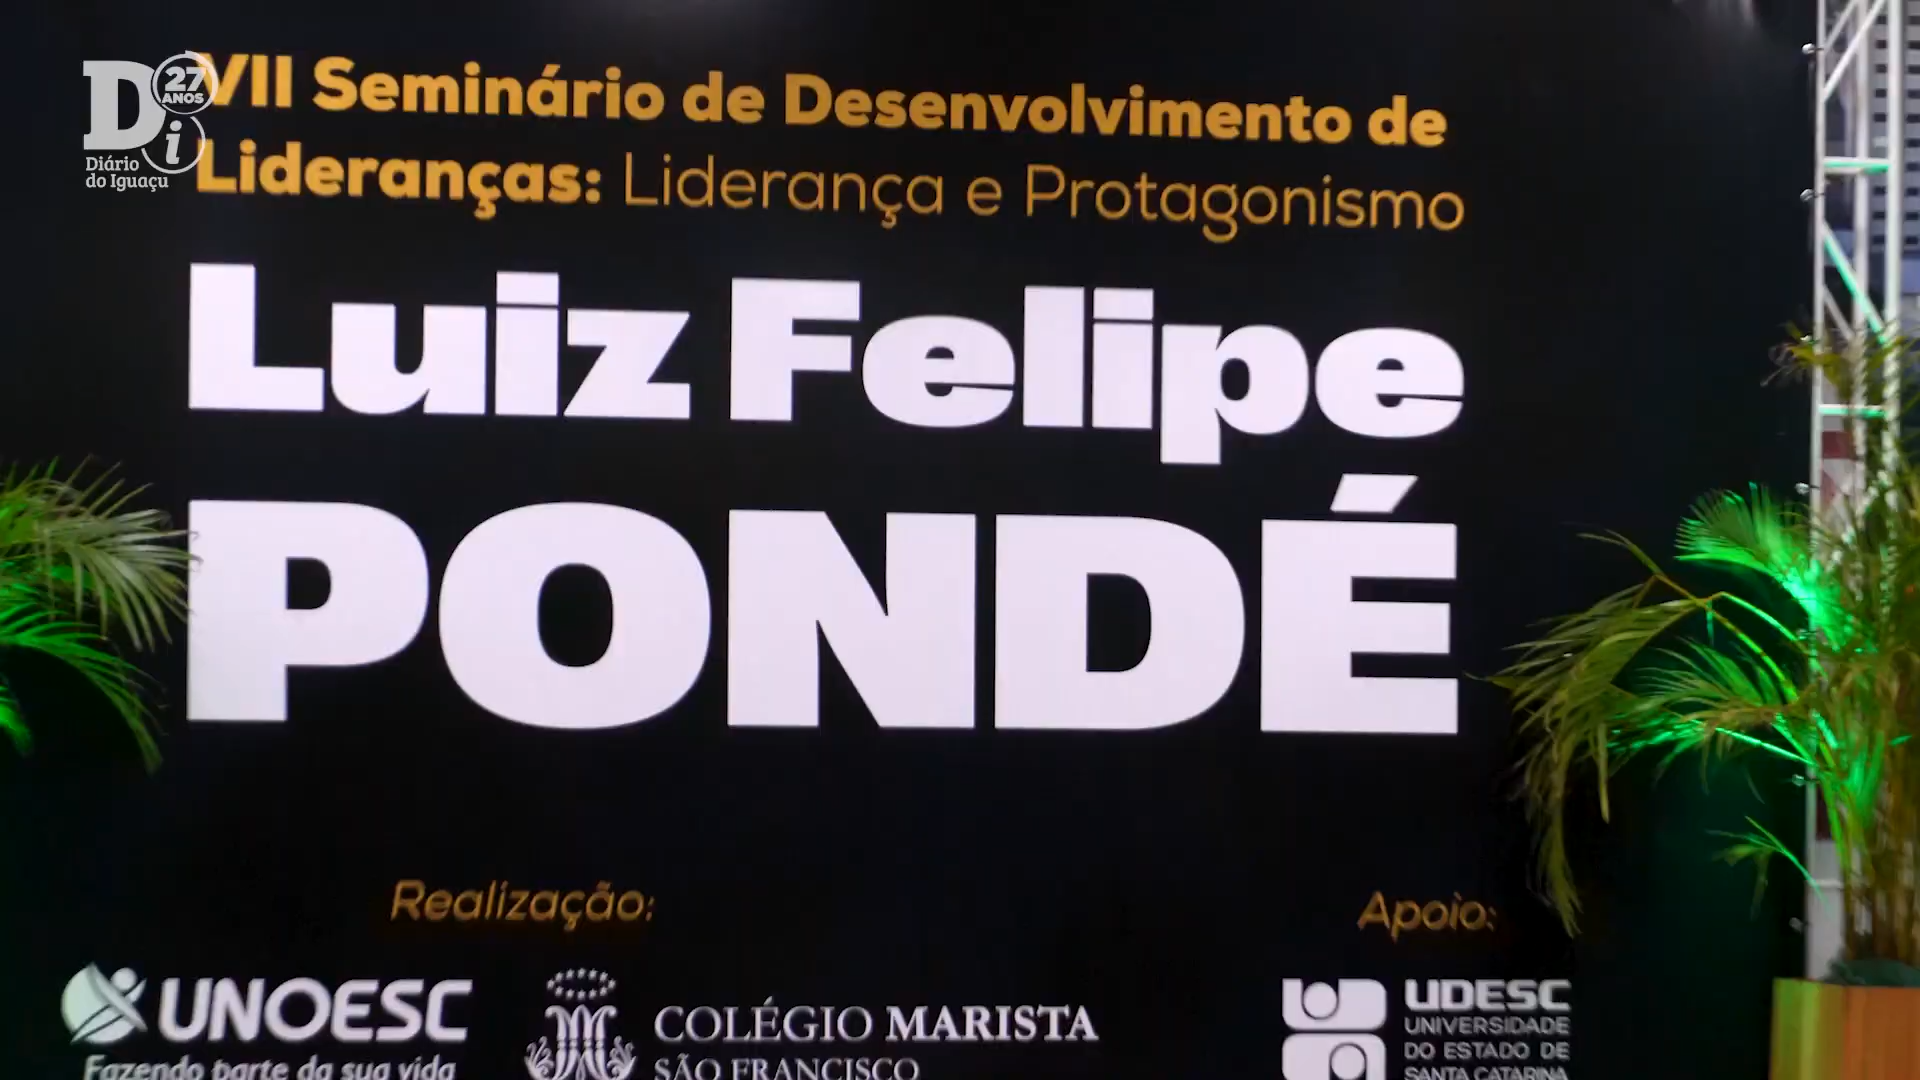 27
ANOS
Di
Diário
do Iguaçu
VII Seminário de Desenvolvimento de
Lideranças: Liderança e Protagonismo
Luiz Felipe
PONDÉ
Realização:
Apoio:
UNOESC
Fazendo parte da sua vida
COLÉGIO MARISTA
SÃO FRANCISCO
UDESC
UNIVERSIDADE
DO ESTADO DE
SANTA CATARINA